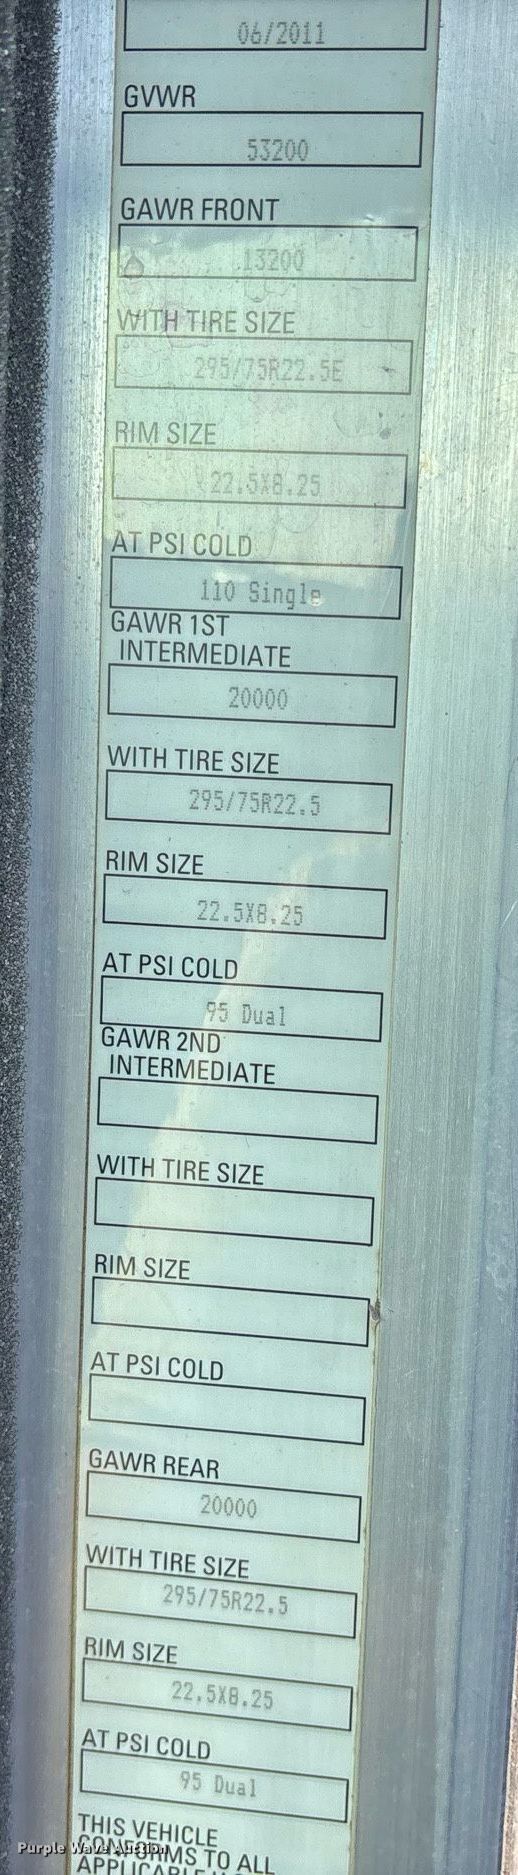 06/2011
GVWR
53200
GAWR FRONT
13200
WITH TIRE SIZE
295/75R22.5E
RIM SIZE
22.5X8.25
AT PSI COLD
110 Single
GAWR 1ST
INTERMEDIATE
20000
WITH TIRE SIZE
295/75R22.5
RIM SIZE
22.5X8.25
AT PSI COLD
95 Dual
GAWR 2ND
INTERMEDIATE
WITH TIRE SIZE
RIM SIZE
AT PSI COLD
GAWR REAR
20000
WITH TIRE SIZE
295/75R22.5
RIM SIZE
22.5X8.25
AT PSI COLD
95 Dual
THIS VEHICLE
CONFORMS TO ALL
Purple Wave Auction